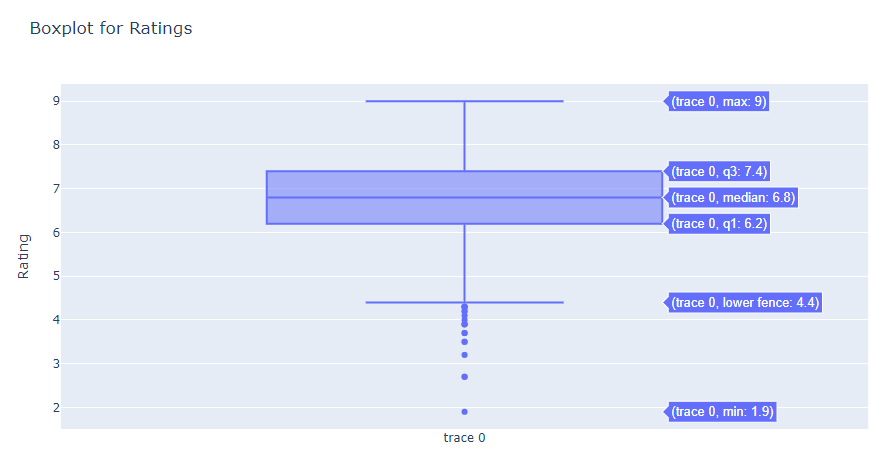 Boxplot for Ratings
9
8
7
6
5
4
3
2
Rating
trace 0
(trace 0, max: 9)
(trace 0, q3: 7.4)
(trace 0, median: 6.8)
(trace 0, q1: 6.2)
(trace 0, lower fence: 4.4)
(trace 0, min: 1.9)